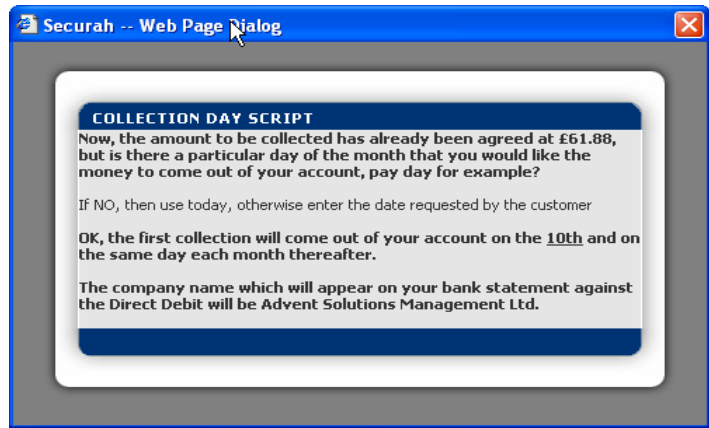 Securah -- Web Page Dialog
COLLECTION DAY SCRIPT
Now, the amount to be collected has already been agreed at £61.88,
but is there a particular day of the month that you would like the
money to come out of your account, pay day for example?
If NO, then use today, otherwise enter the date requested by the customer
OK, the first collection will come out of your account on the 10th and on
the same day each month thereafter.
The company name which will appear on your bank statement against
the Direct Debit will be Advent Solutions Management Ltd.